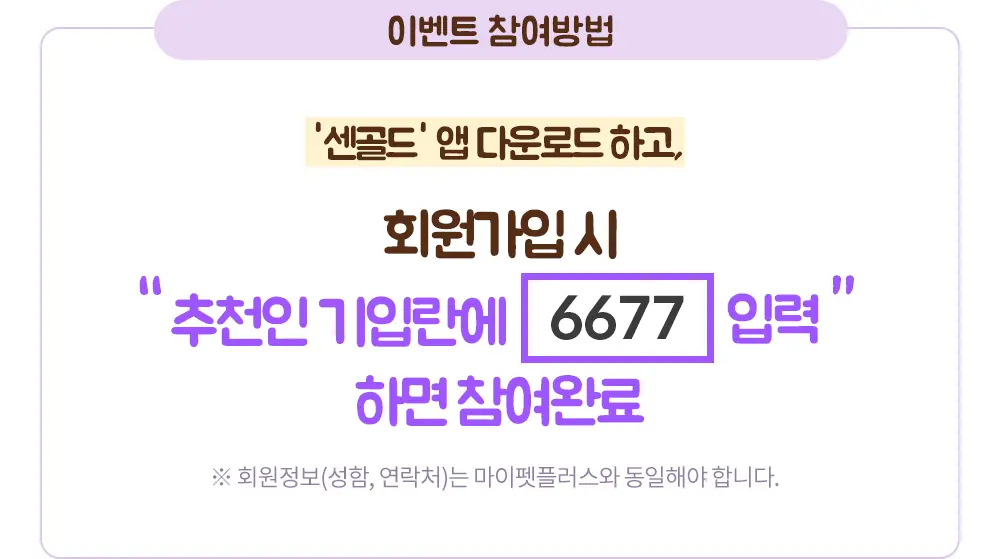 이벤트 참여방법
'센골드' 앱 다운로드 하고,
회원가입 시
“추천인 기입란에 6677 입력”
하면 참여완료
※ 회원정보(성함, 연락처)는 마이펫플러스와 동일해야 합니다.